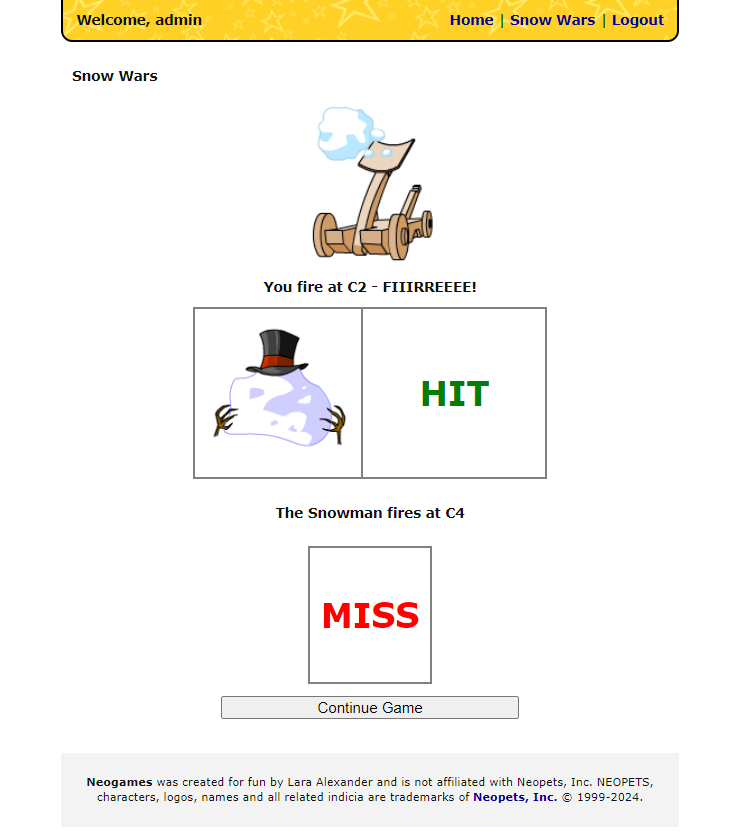 Welcome, admin
Home | Snow Wars | Logout
Snow Wars
You fire at C2 - FIIIRREEEE!
HIT
The Snowman fires at C4
MISS
Continue Game
Neogames was created for fun by Lara Alexander and is not affiliated with Neopets, Inc. NEOPETS,
characters, logos, names and all related indicia are trademarks of Neopets, Inc. © 1999-2024.